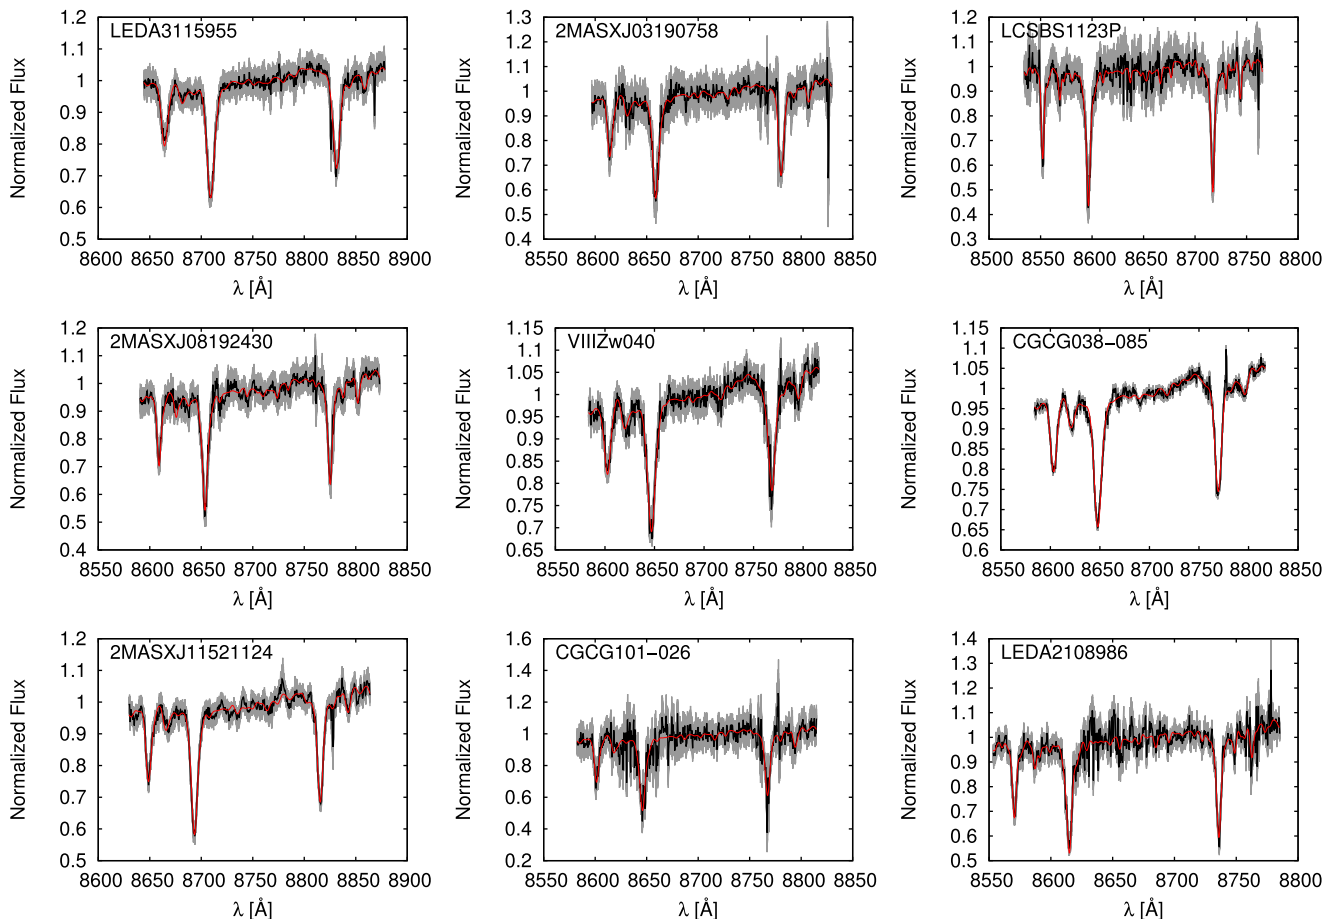 LEDA3115955
Normalized Flux
1.2
1.1
1
0.9
0.8
0.7
0.6
0.5
8600 8650 8700 8750 8800 8850 8900
λ [Å]
2MASXJ03190758
Normalized Flux
1.3
1.2
1.1
1
0.9
0.8
0.7
0.6
0.5
0.4
8550 8600 8650 8700 8750 8800 8850
λ [Å]
LCSBS1123P
Normalized Flux
1.2
1.1
1
0.9
0.8
0.7
0.6
0.5
0.4
0.3
8500 8550 8600 8650 8700 8750 8800
λ [Å]
2MASXJ08192430
Normalized Flux
1.2
1.1
1
0.9
0.8
0.7
0.6
0.5
0.4
8550 8600 8650 8700 8750 8800 8850
λ [Å]
VIIIZw040
Normalized Flux
1.15
1.1
1.05
1
0.95
0.9
0.85
0.8
0.75
0.7
0.65
8550 8600 8650 8700 8750 8800 8850
λ [Å]
CGCG038−085
Normalized Flux
1.15
1.1
1.05
1
0.95
0.9
0.85
0.8
0.75
0.7
0.65
0.6
8550 8600 8650 8700 8750 8800 8850
λ [Å]
2MASXJ11521124
Normalized Flux
1.2
1.1
1
0.9
0.8
0.7
0.6
0.5
8600 8650 8700 8750 8800 8850 8900
λ [Å]
CGCG101−026
Normalized Flux
1.6
1.4
1.2
1
0.8
0.6
0.4
0.2
8550 8600 8650 8700 8750 8800 8850
λ [Å]
LEDA2108986
Normalized Flux
1.4
1.3
1.2
1.1
1
0.9
0.8
0.7
0.6
0.5
8550 8600 8650 8700 8750 8800
λ [Å]